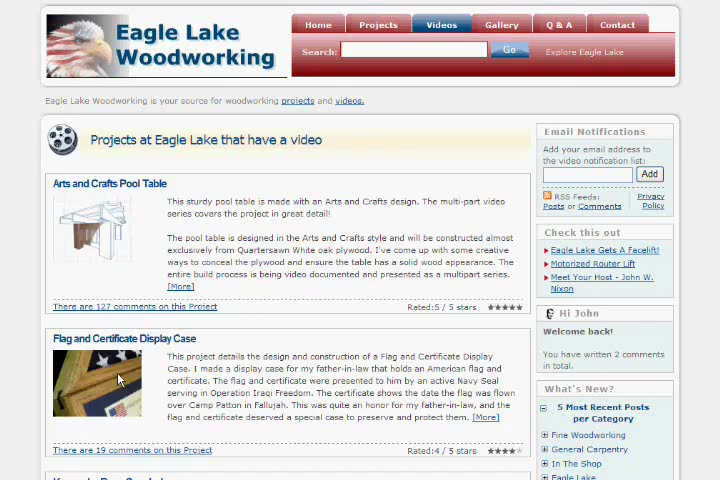 Eagle Lake
Woodworking
Home Projects Videos Gallery Q & A Contact
Search: Go Explore Eagle Lake
Eagle Lake Woodworking is your source for woodworking projects and videos.
Projects at Eagle Lake that have a video
Arts and Crafts Pool Table
This sturdy pool table is made with an Arts and Crafts design. The multi-part video
series covers the project in great detail!
The pool table is designed in the Arts and Crafts style and will be constructed almost
exclusively from Quartersawn White oak plywood. I've come up with some creative
ways to conceal the plywood and ensure the table has a solid wood appearance. The
entire build process is being video documented and presented as a multipart series.
[More]
There are 127 comments on this Project Rated:5 / 5 stars
Flag and Certificate Display Case
This project details the design and construction of a Flag and Certificate Display
Case. I made a display case for my father-in-law that holds an American flag and
certificate. The flag and certificate were presented to him by an active Navy Seal
serving in Operation Iraqi Freedom. The certificate shows the date the flag was flown
over Camp Patton in Fallujah. This was quite an honor for my father-in-law, and the
flag and certificate deserved a special case to preserve and protect them. [More]
There are 19 comments on this Project Rated:4 / 5 stars
Email Notifications
Add your email address to
the video notification list:
Add
RSS Feeds:
Posts or Comments
Privacy
Policy
Check this out
Eagle Lake Gets A Facelift!
Motorized Router Lift
Meet Your Host - John W.
Nixon
Hi John
Welcome back!
You have written 2 comments
in total.
What's New?
5 Most Recent Posts
per Category
Fine Woodworking
General Carpentry
In The Shop
Eagle Lake